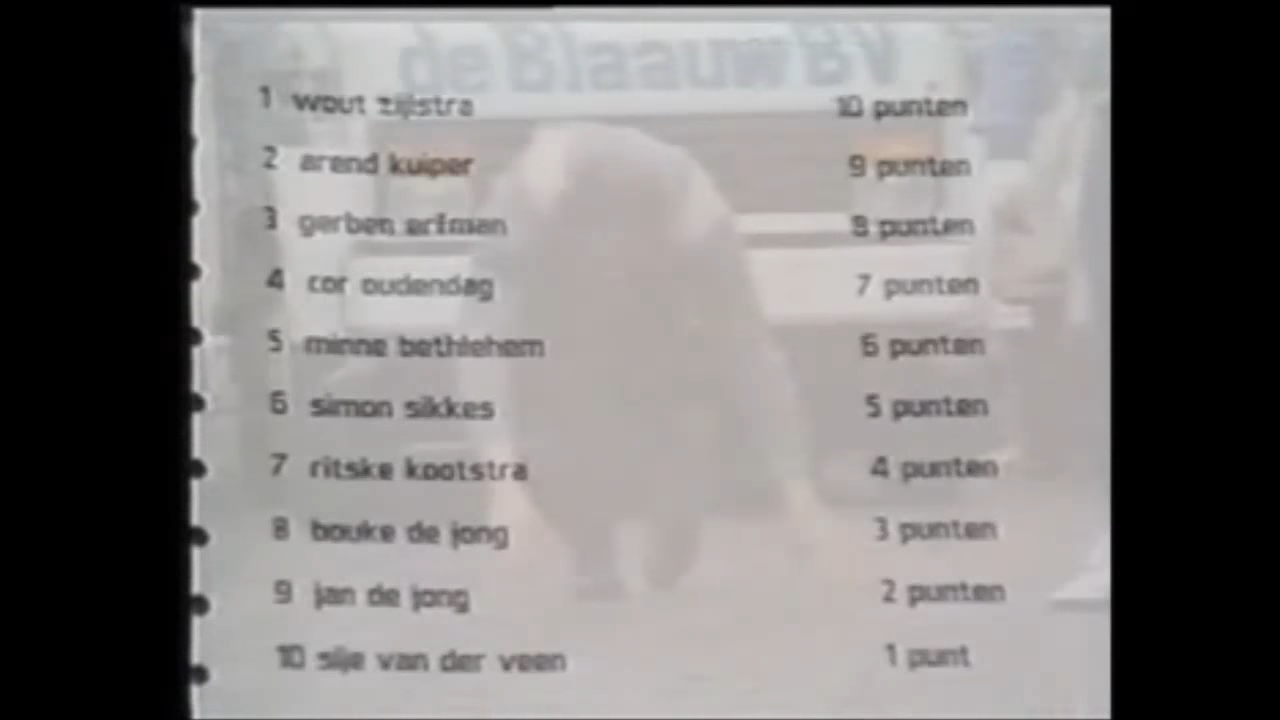 de Blaauw BV
1 wout zijlstra 10 punten
2 arend kuiper 9 punten
3 gerben erfman 8 punten
4 cor oudendag 7 punten
5 minne bethlehem 6 punten
6 simon sikkes 5 punten
7 ritske kootstra 4 punten
8 bouke de jong 3 punten
9 jan de jong 2 punten
10 sije van der veen 1 punt